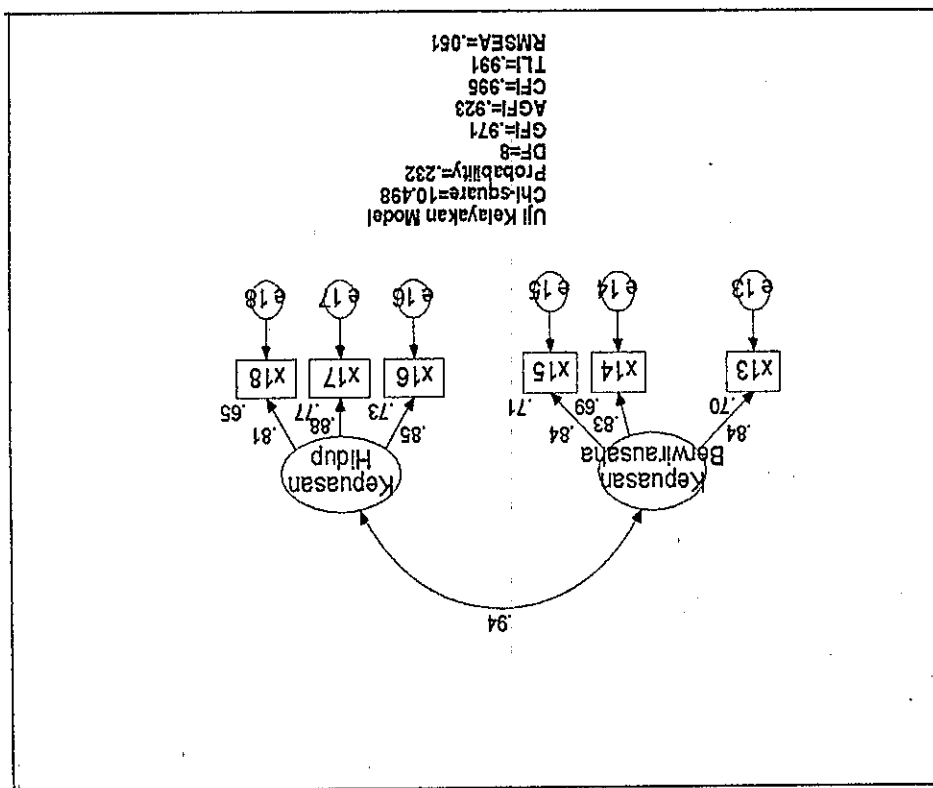 .94
Kepuasan Kepuasan
Berwirausaha Hidup
.84 .83 .84 .85 .88 .81
.70 .69 .71 .73 .77 .65
x13 x14 x15 x16 x17 x18
e13 e14 e15 e16 e17 e18
Uji Kelayakan Model
Chi-square=10.498
Probability=.232
DF=8
GFI=.971
AGFI=.923
CFI=.995
TLI=.991
RMSEA=.051